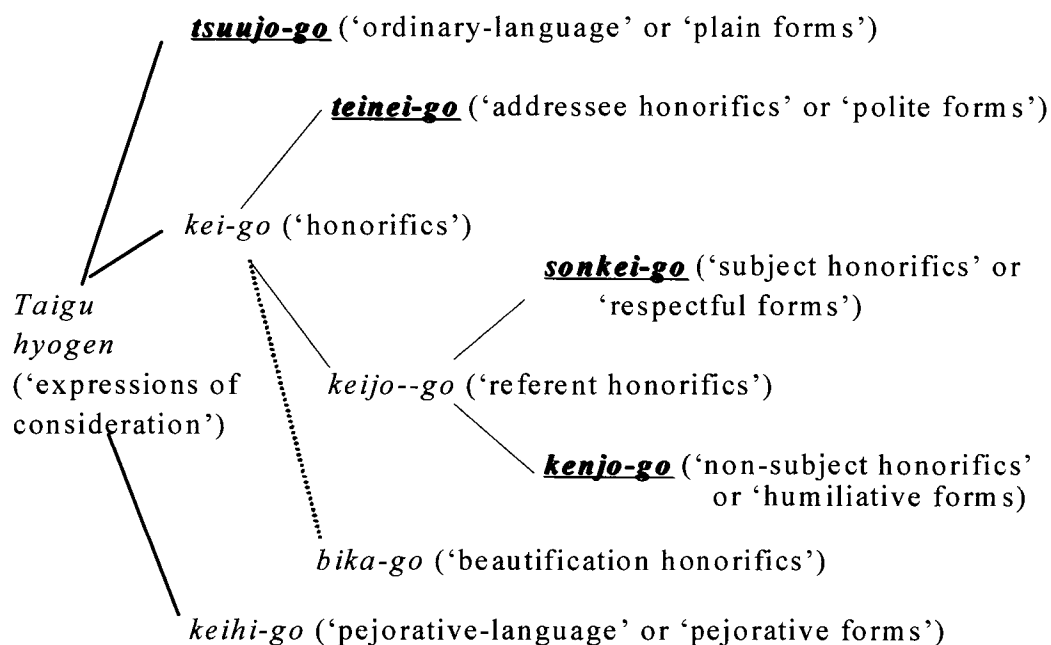 tsuujo-go (‘ordinary-language’ or ‘plain forms’)
teinei-go (‘addressee honorifics’ or ‘polite forms’)
kei-go (‘honorifics’)
sonkei-go (‘subject honorifics’ or
‘respectful forms’)
Taigu
hyogen
(‘expressions of
consideration’)
keijo--go (‘referent honorifics’)
kenjo-go (‘non-subject honorifics’
or ‘humiliative forms)
bika-go (‘beautification honorifics’)
keihi-go (‘pejorative-language’ or ‘pejorative forms’)